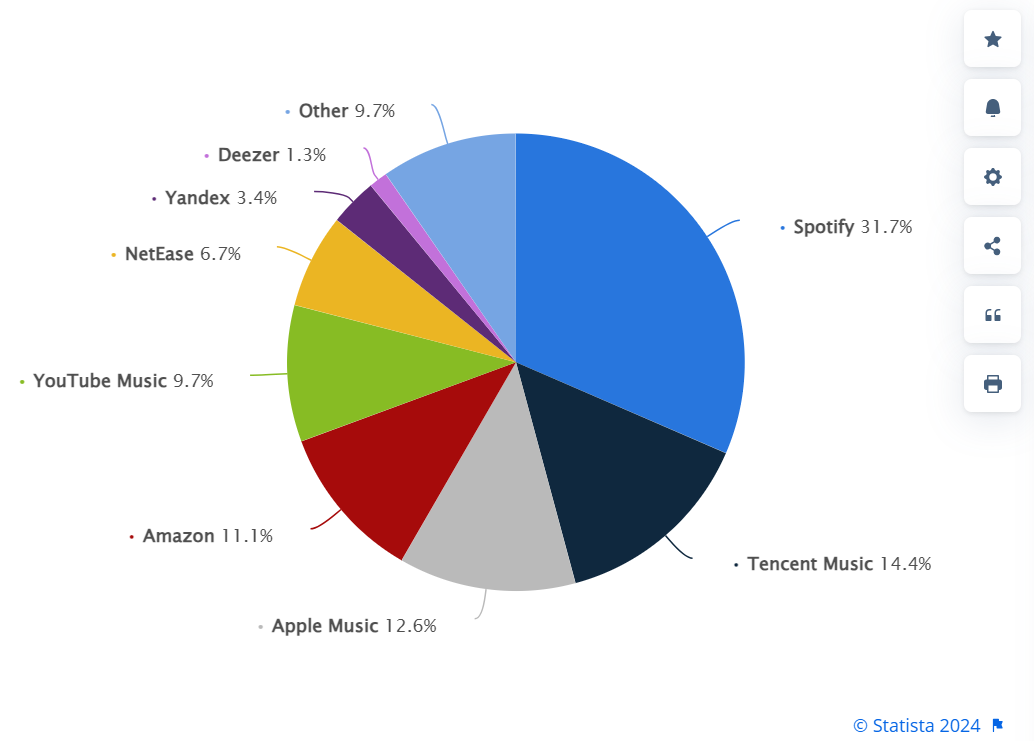 Other 9.7%
Deezer 1.3%
Yandex 3.4%
Spotify 31.7%
NetEase 6.7%
YouTube Music 9.7%
Amazon 11.1%
Tencent Music 14.4%
Apple Music 12.6%
© Statista 2024